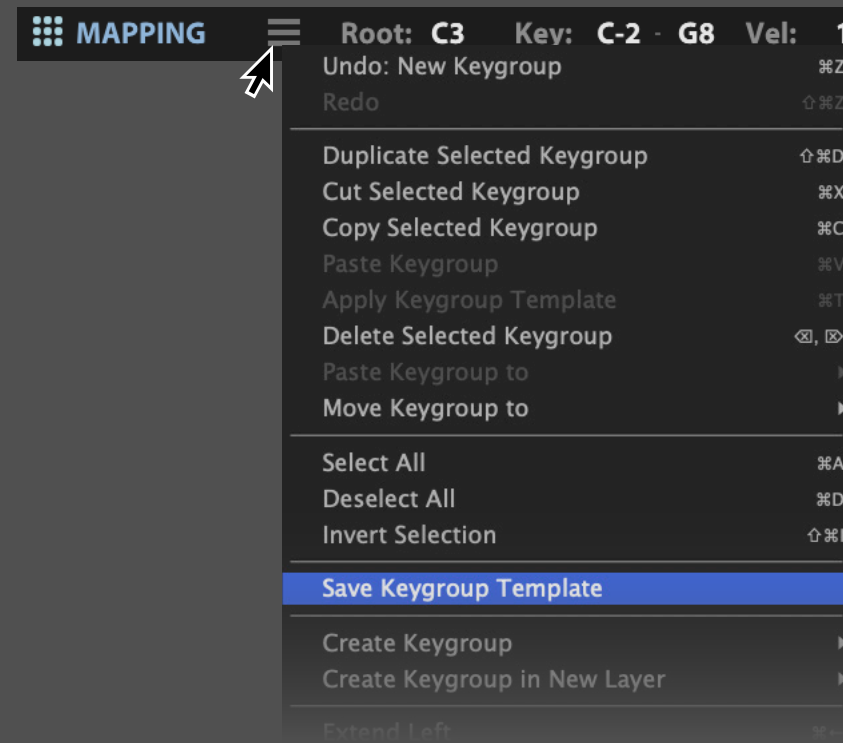 MAPPING Root: C3 Key: C-2 - G8 Vel: 1
Undo: New Keygroup ⌘Z
Redo ⇧⌘Z
Duplicate Selected Keygroup ⇧⌘D
Cut Selected Keygroup ⌘X
Copy Selected Keygroup ⌘C
Paste Keygroup ⌘V
Apply Keygroup Template ⌘T
Delete Selected Keygroup ⌫, ⌦
Paste Keygroup to
Move Keygroup to
Select All ⌘A
Deselect All ⌘D
Invert Selection ⇧⌘I
Save Keygroup Template
Create Keygroup
Create Keygroup in New Layer
Extend Left ⌘←